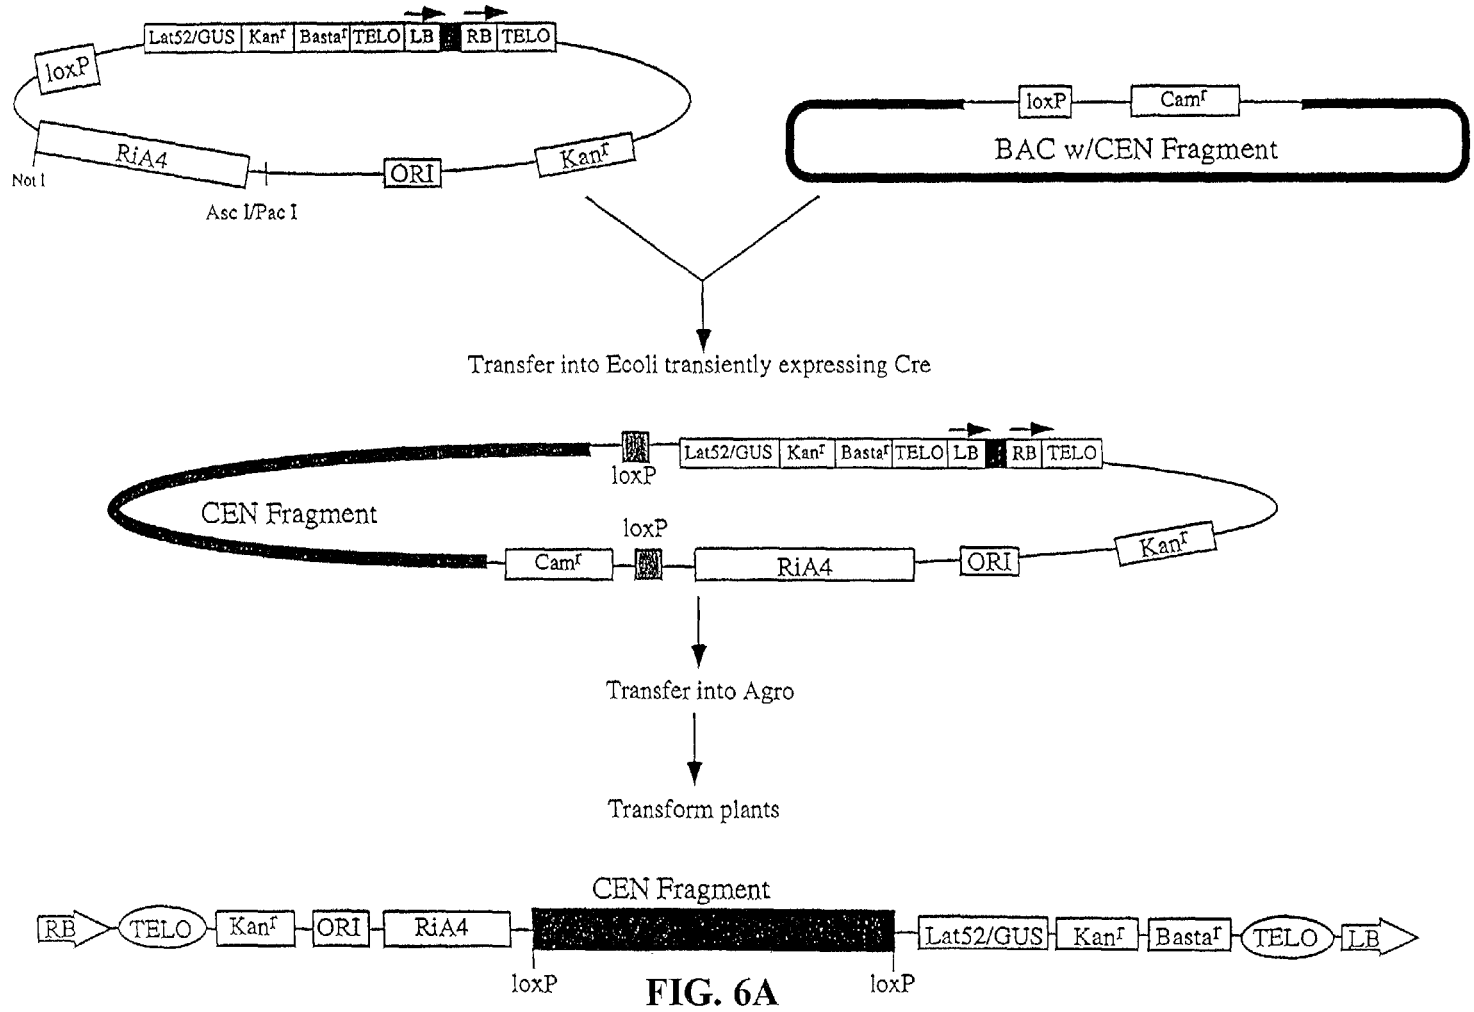 Lat52/GUS Kanʳ Bastaʳ TELO LB RB TELO
loxP
loxP Camʳ
RiA4
BAC w/CEN Fragment
Kanʳ
ORI
Not I
Asc I/Pac I
Transfer into Ecoli transiently expressing Cre
Lat52/GUS Kanʳ Bastaʳ TELO LB RB TELO
loxP
CEN Fragment
loxP
Camʳ RiA4 ORI Kanʳ
Transfer into Agro
Transform plants
CEN Fragment
RB TELO Kanʳ ORI RiA4 Lat52/GUS Kanʳ Bastaʳ TELO LB
loxP loxP
FIG. 6A